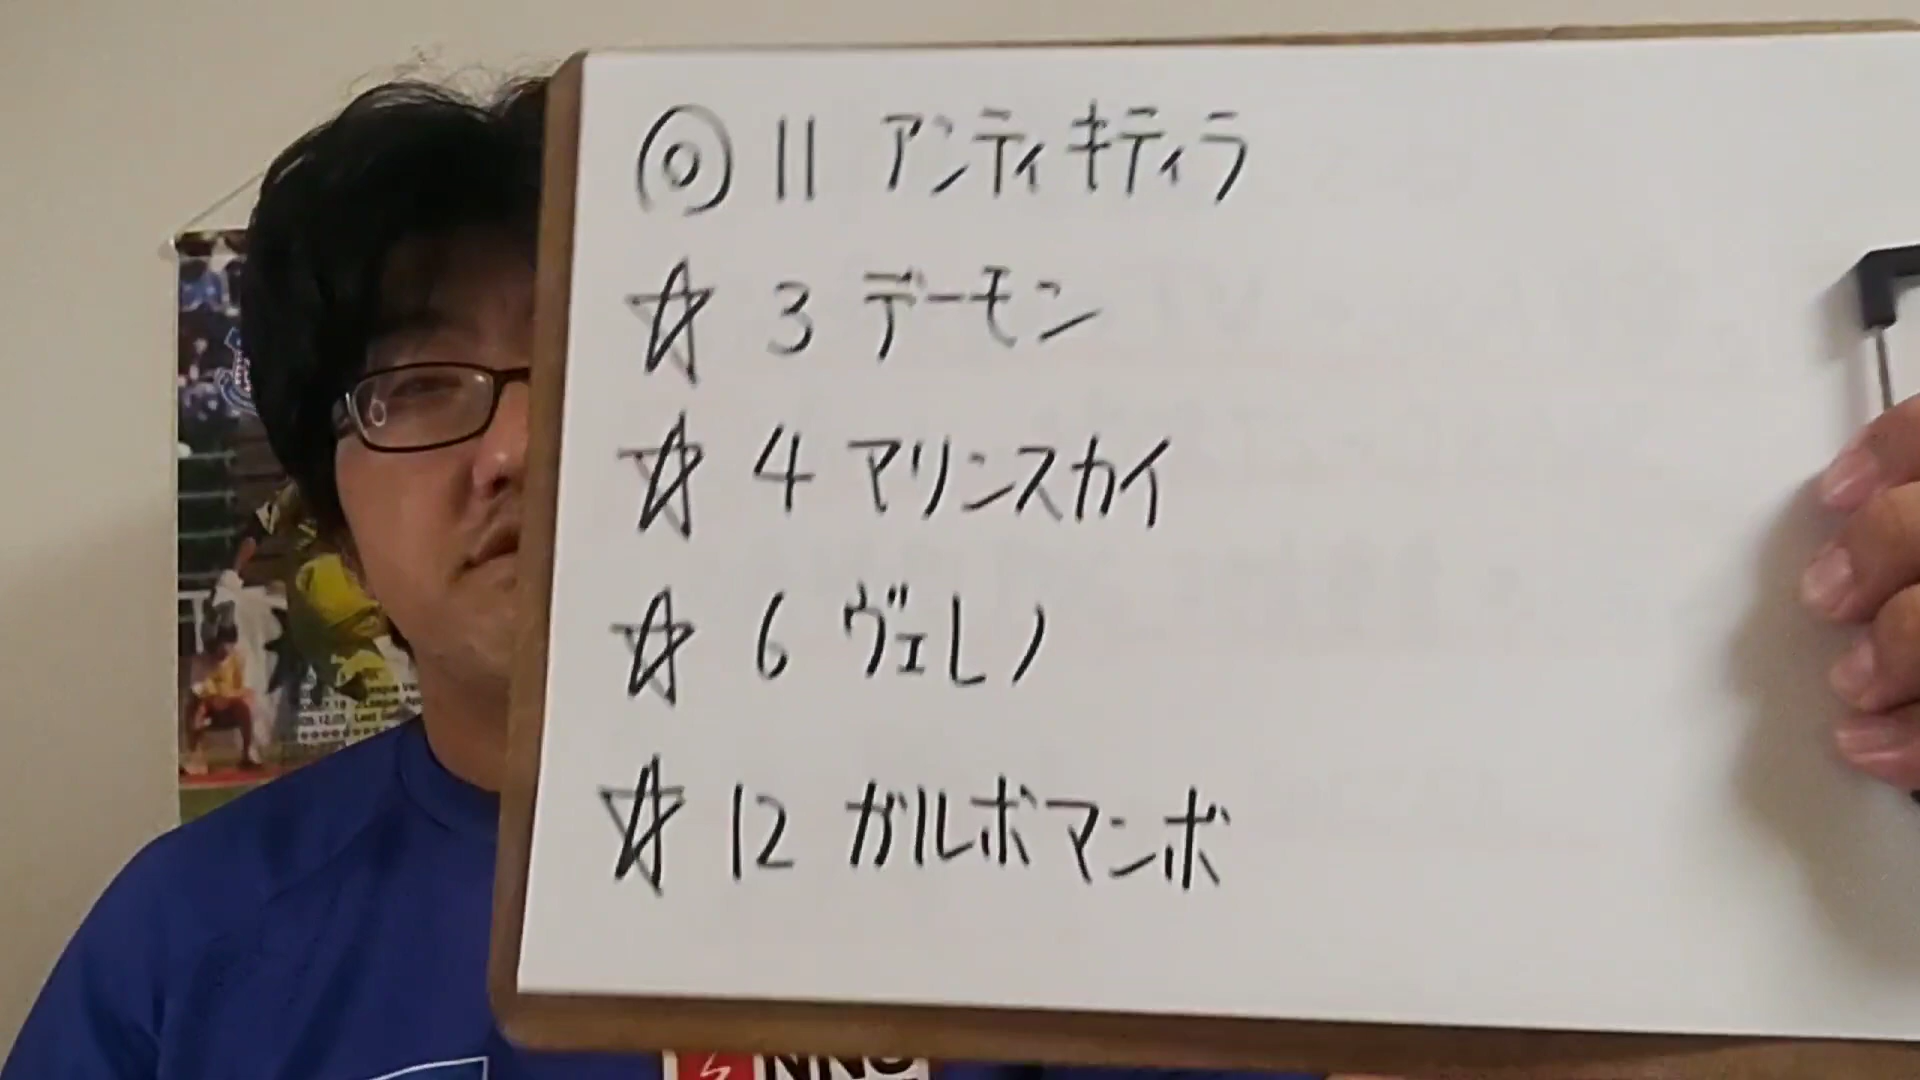 ◎ 11 アンティキティラ
☆ 3 デーモン
☆ 4 マリンスカイ
☆ 6 ヴェレノ
☆ 12 ガルボマンボ